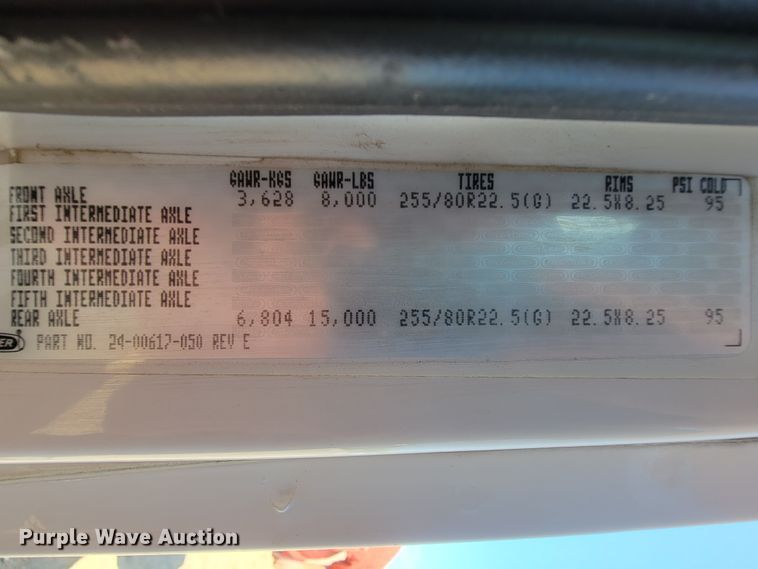 GAWR-KGS GAWR-LBS TIRES RIMS PSI COLD
FRONT AXLE 3,628 8,000 255/80R22.5(G) 22.5X8.25 95
FIRST INTERMEDIATE AXLE
SECOND INTERMEDIATE AXLE
THIRD INTERMEDIATE AXLE
FOURTH INTERMEDIATE AXLE
FIFTH INTERMEDIATE AXLE
REAR AXLE 6,804 15,000 255/80R22.5(G) 22.5X8.25 95
PART NO. 24-00617-050 REV E
Purple Wave Auction